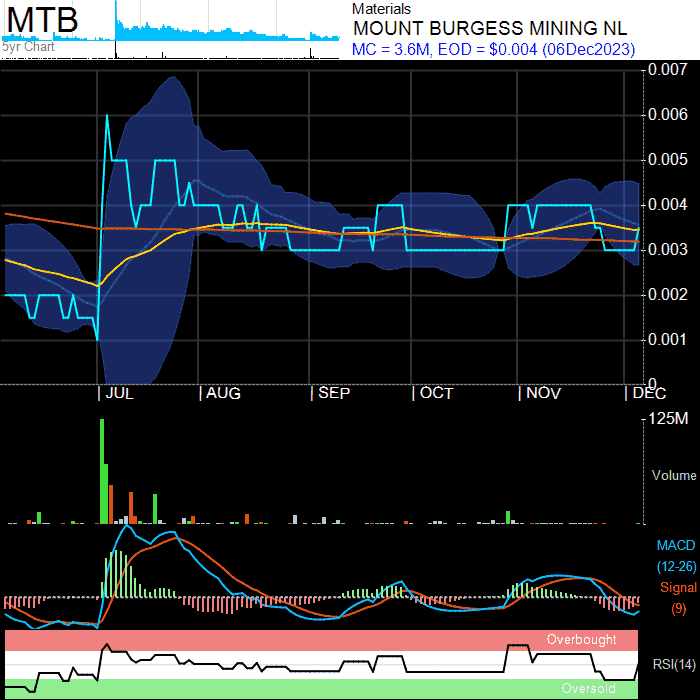 MTB
5yr Chart
Materials
MOUNT BURGESS MINING NL
MC = 3.6M, EOD = $0.004 (06Dec2023)
0.007
0.006
0.005
0.004
0.003
0.002
0.001
0
JUL
AUG
SEP
OCT
NOV
DEC
125M
Volume
MACD
(12-26)
Signal
(9)
Overbought
RSI(14)
Oversold